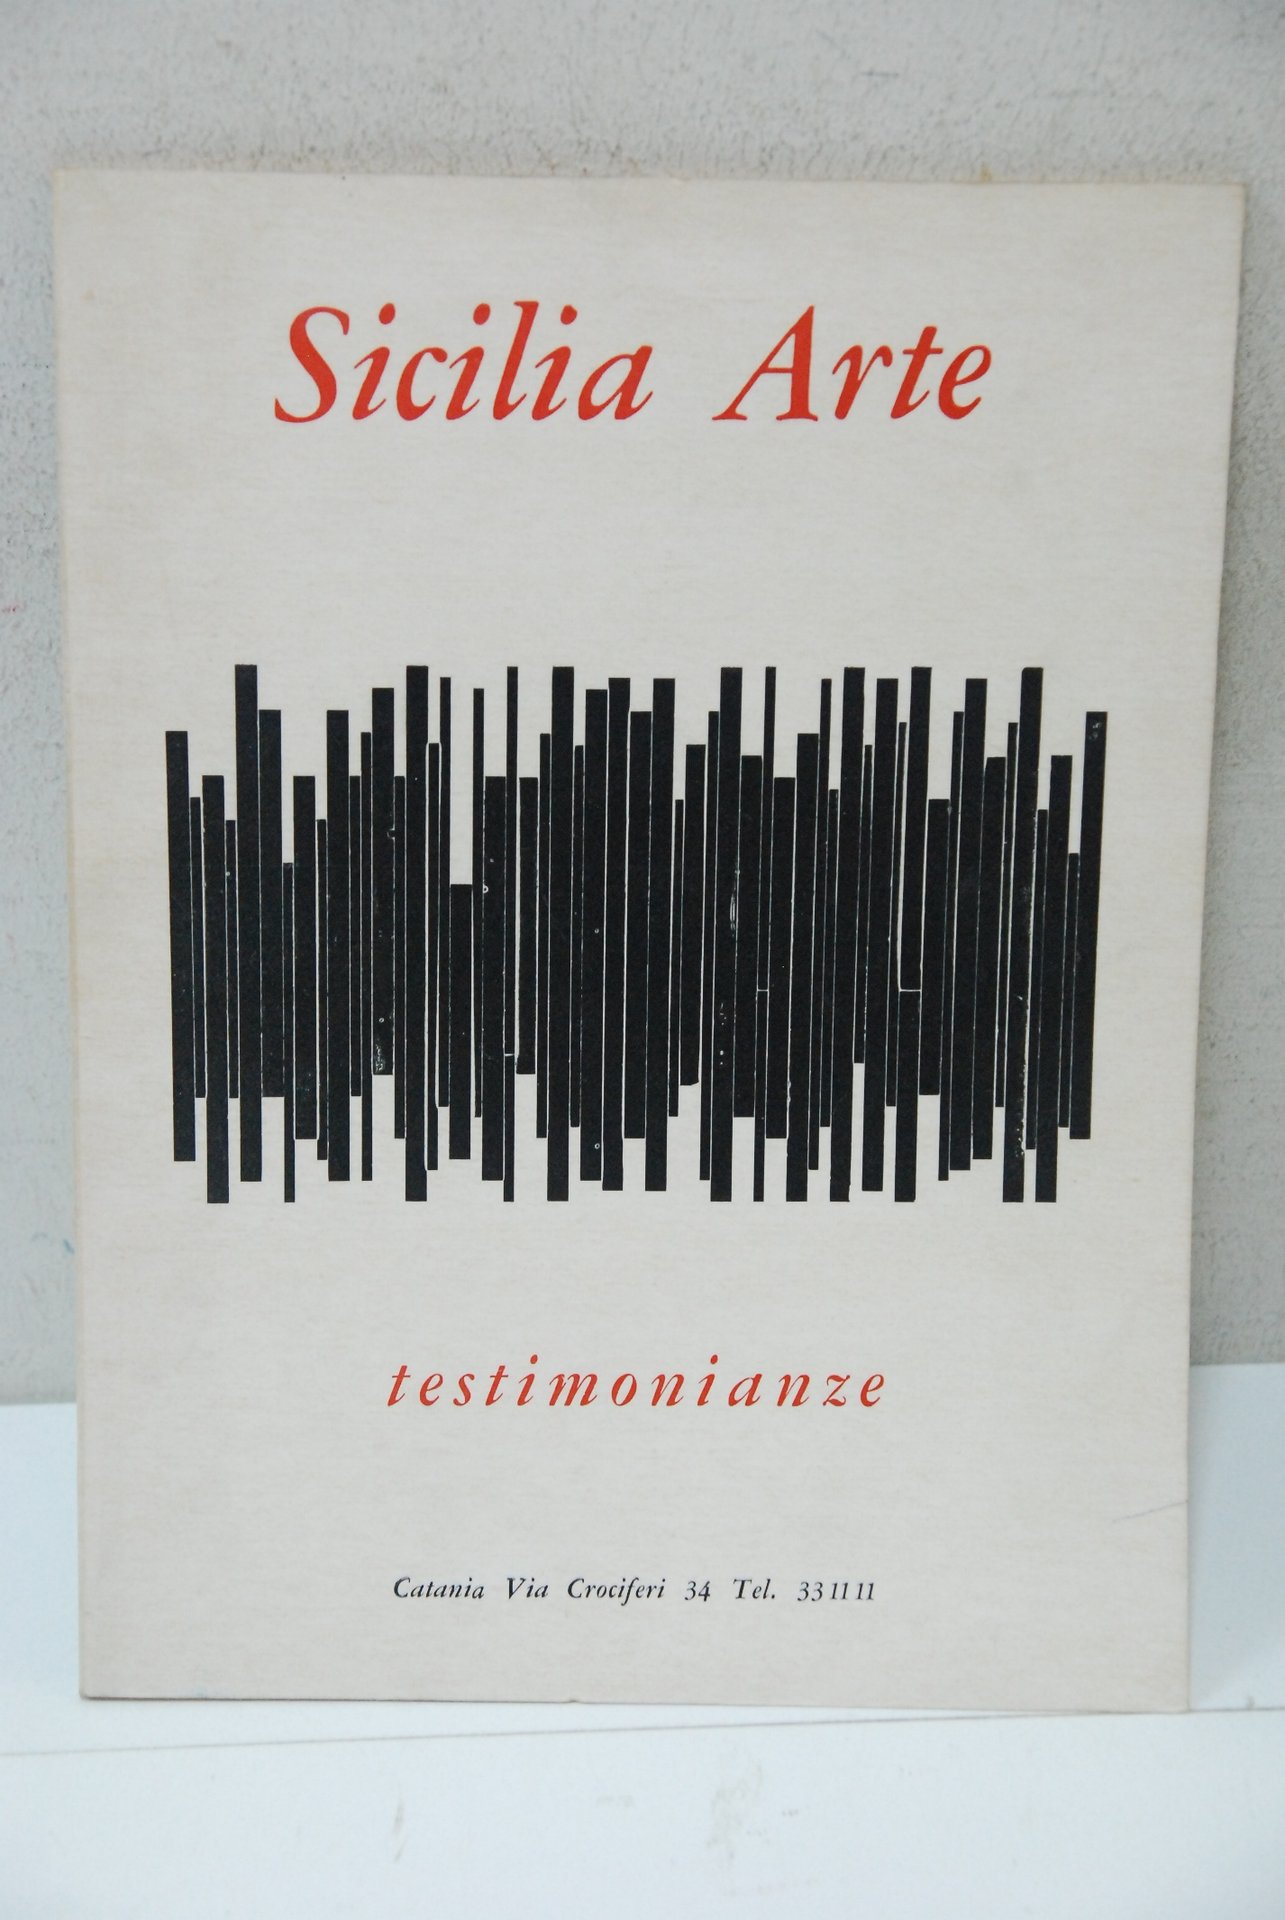 Sicilia Arte
testimonianze
Catania Via Crociferi 34 Tel. 33 11 11